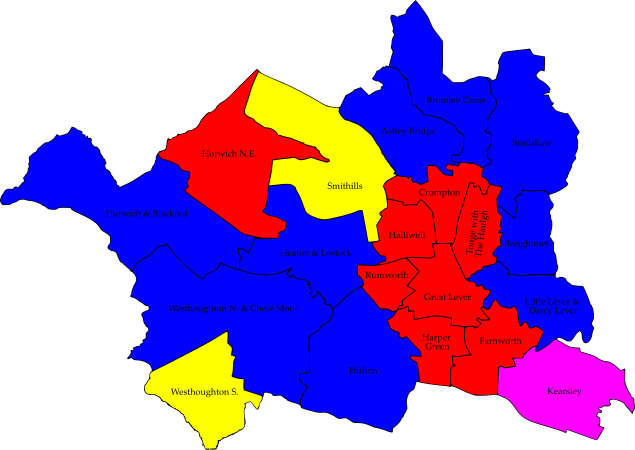 Bromley Cross
Astley Bridge
Bradshaw
Horwich N.E.
Smithills
Crompton
Horwich & Blackrod
Halliwell
Tonge with
The Haulgh
Breightmet
Heaton & Lostock
Rumworth
Great Lever
Little Lever &
Darcy Lever
Westhoughton N. & Chew Moor
Harper
Green
Farnworth
Hulton
Westhoughton S.
Kearsley